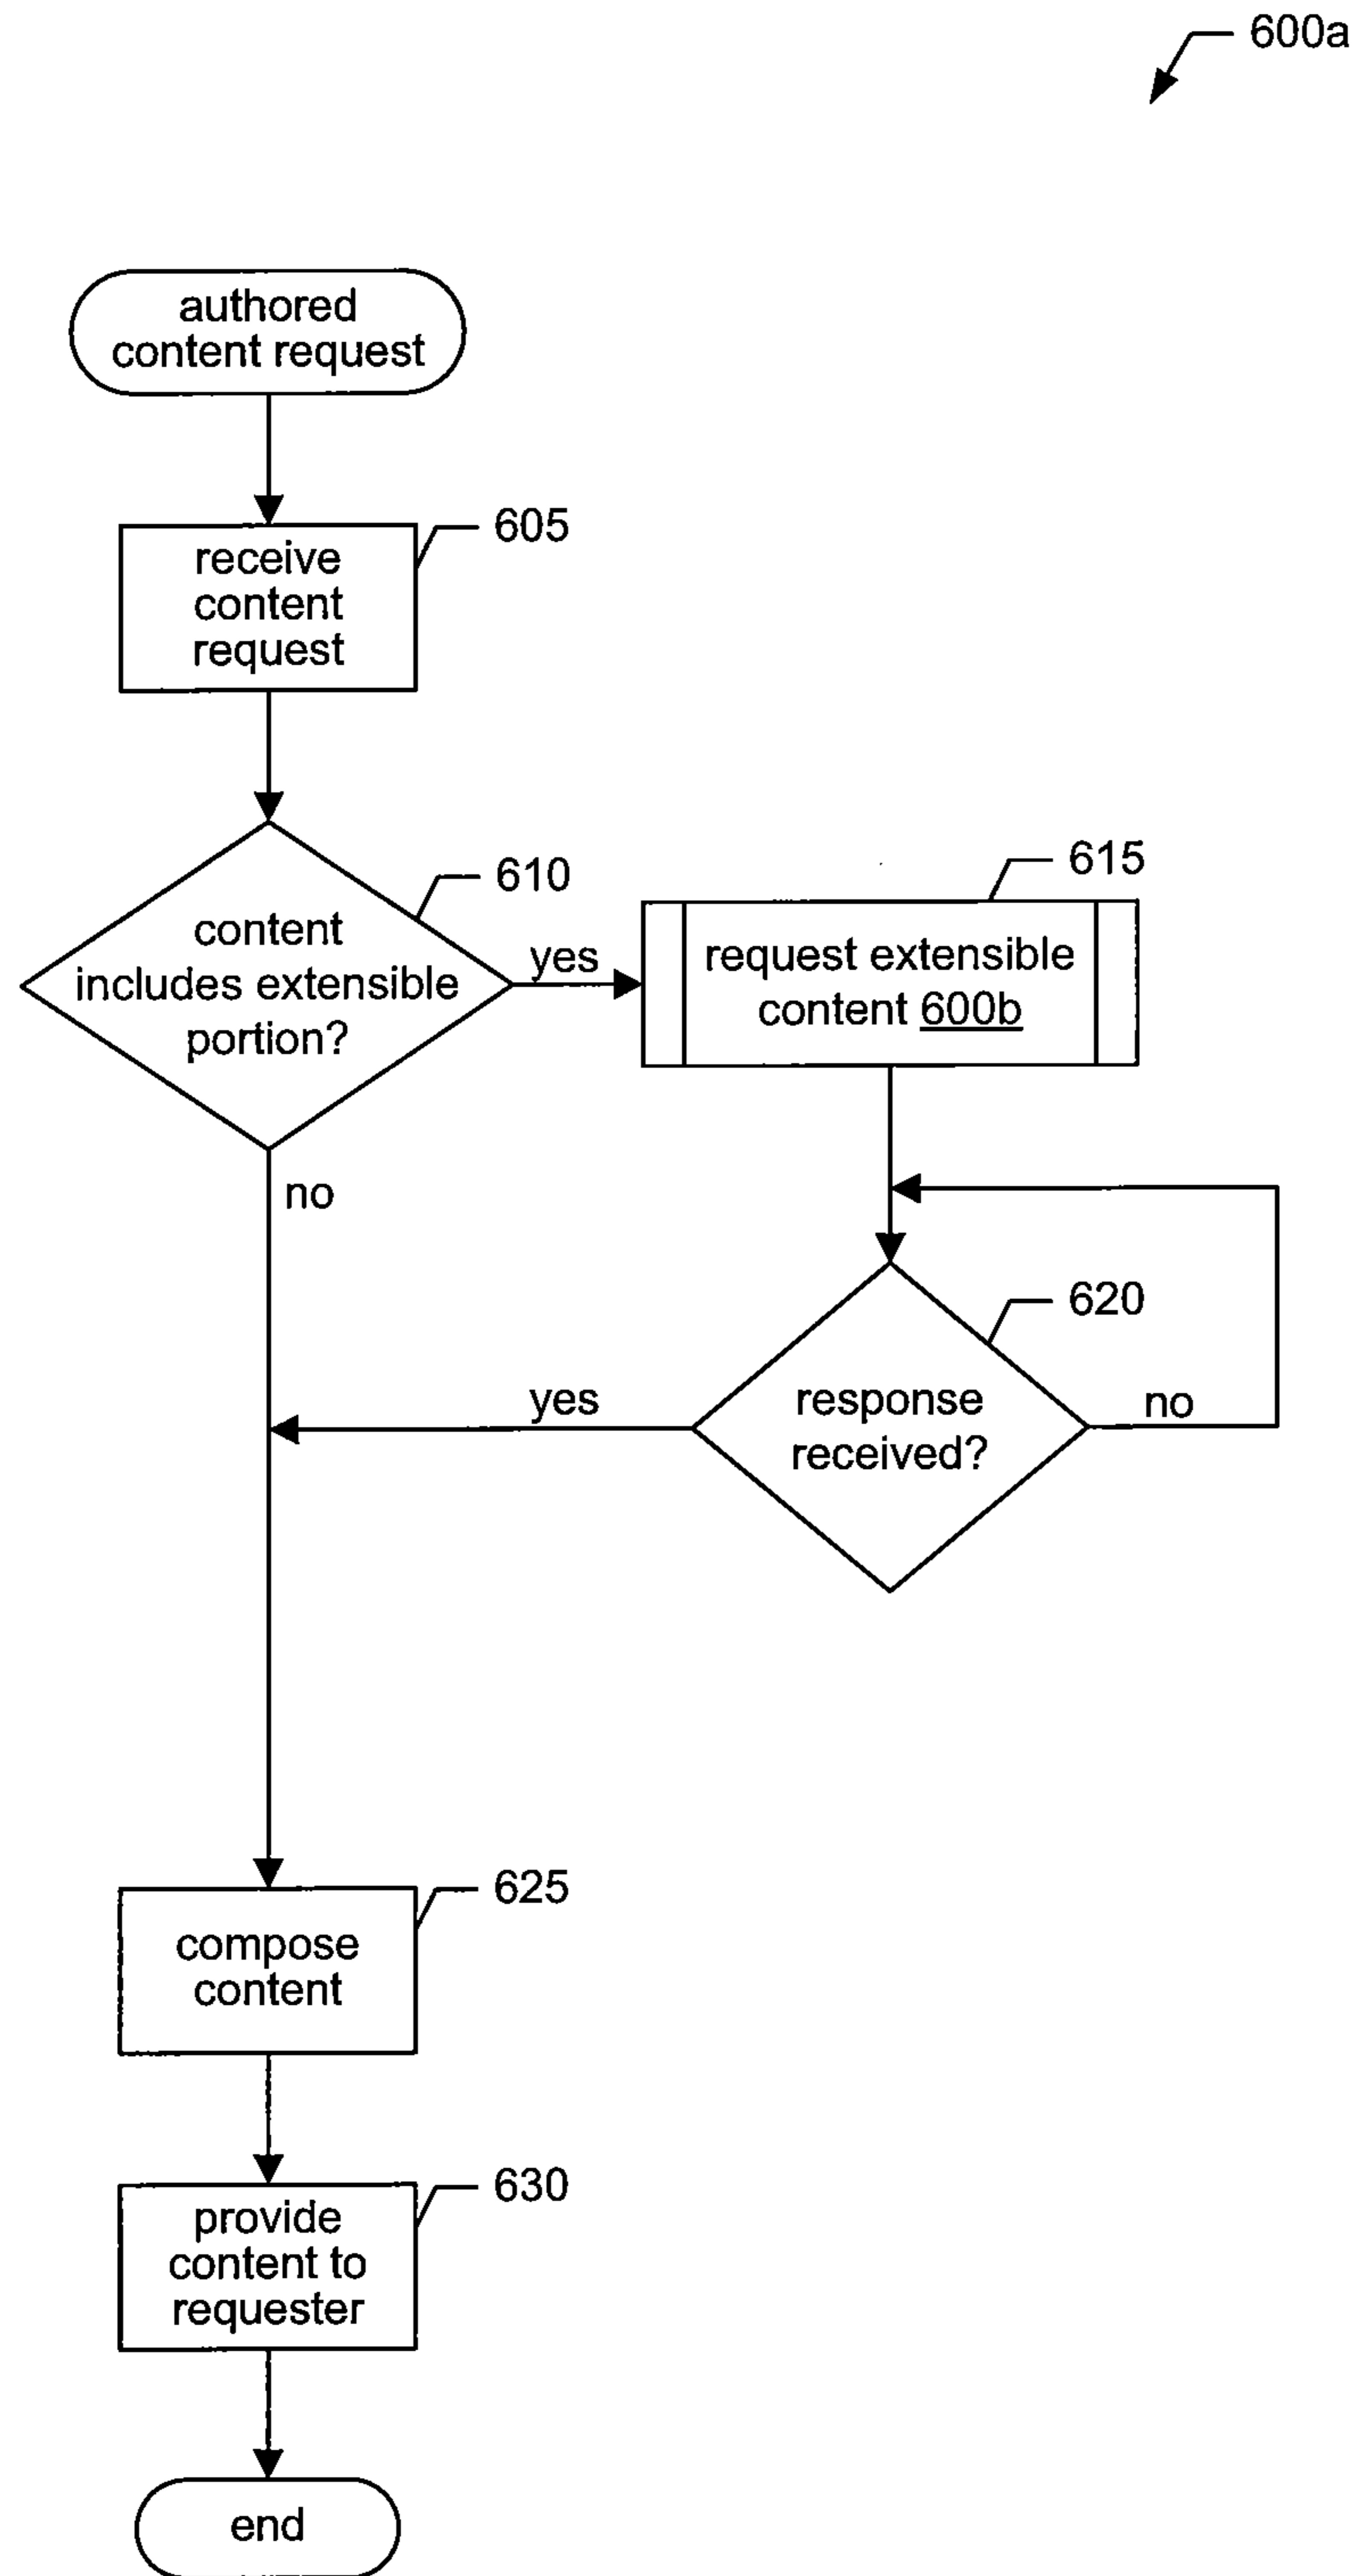 600a
authored
content request
605
receive
content
request
610
content
includes extensible
portion?
yes
no
615
request extensible
content 600b
620
response
received?
yes
no
625
compose
content
630
provide
content to
requester
end